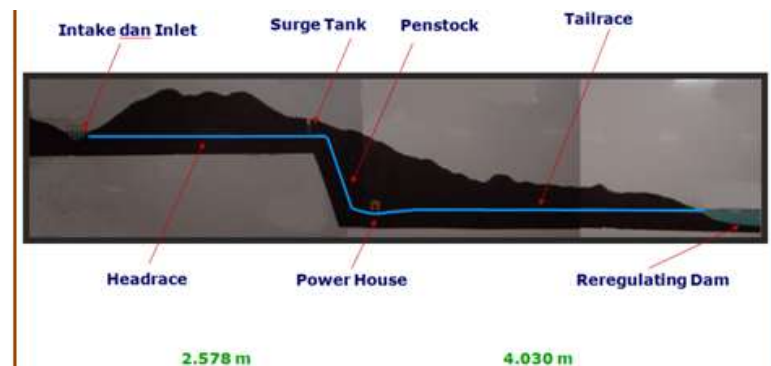 Intake dan Inlet
Surge Tank
Penstock
Tailrace
Headrace
Power House
Reregulating Dam
2.578 m
4.030 m